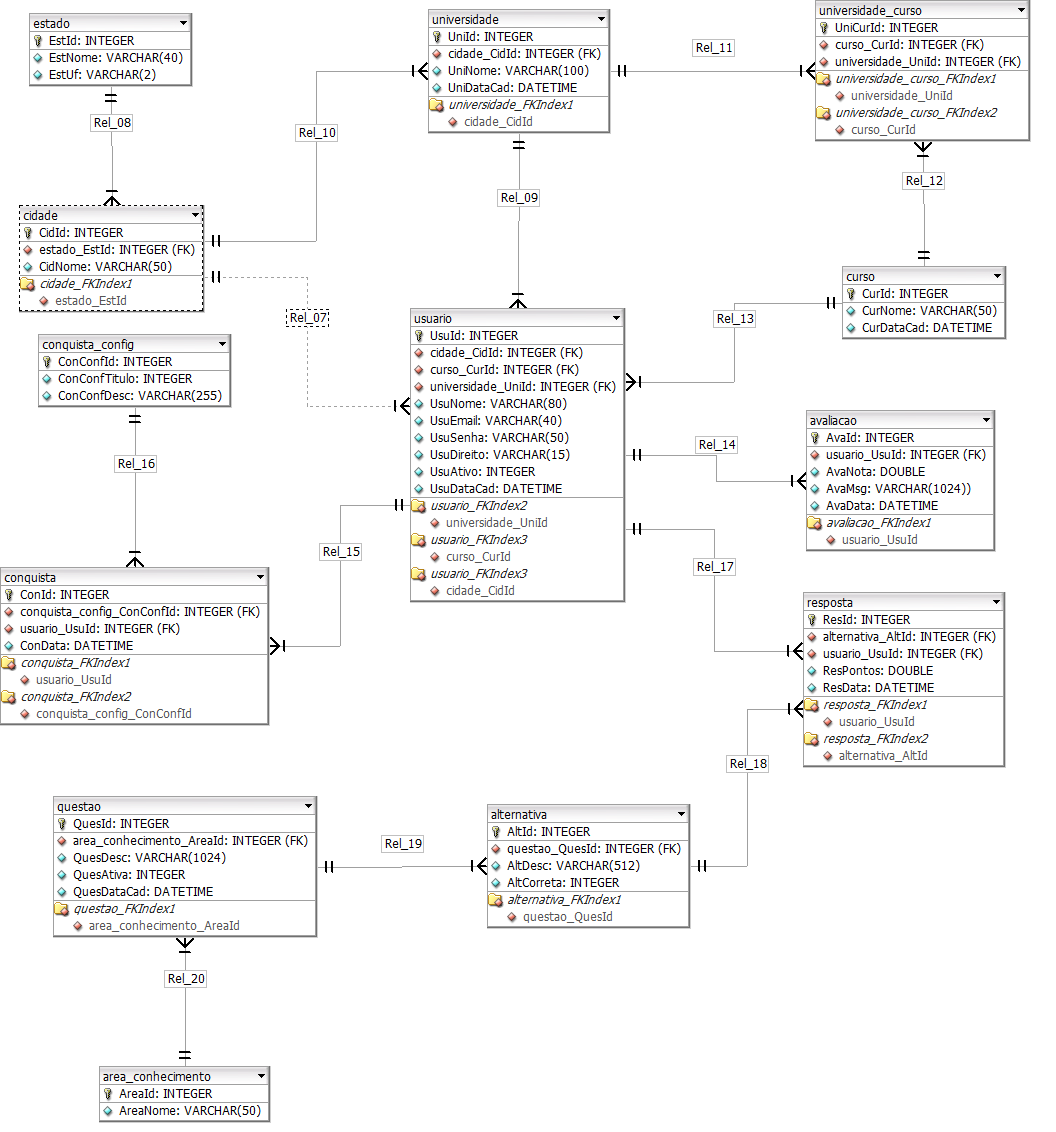 estado
EstId: INTEGER
EstNome: VARCHAR(40)
EstUf: VARCHAR(2)
Rel_08
universidade
UniId: INTEGER
cidade_CidId: INTEGER (FK)
UniNome: VARCHAR(100)
UniDataCad: DATETIME
universidade_FKIndex1
cidade_CidId
Rel_11
universidade_curso
UniCurId: INTEGER
curso_CurId: INTEGER (FK)
universidade_UniId: INTEGER (FK)
universidade_curso_FKIndex1
universidade_UniId
universidade_curso_FKIndex2
curso_CurId
Rel_10
Rel_09
Rel_12
cidade
CidId: INTEGER
estado_EstId: INTEGER (FK)
CidNome: VARCHAR(50)
cidade_FKIndex1
estado_EstId
Rel_07
curso
CurId: INTEGER
CurNome: VARCHAR(50)
CurDataCad: DATETIME
Rel_13
conquista_config
ConConfId: INTEGER
ConConfTitulo: INTEGER
ConConfDesc: VARCHAR(255)
Rel_16
usuario
UsuId: INTEGER
cidade_CidId: INTEGER (FK)
curso_CurId: INTEGER (FK)
universidade_UniId: INTEGER (FK)
UsuNome: VARCHAR(80)
UsuEmail: VARCHAR(40)
UsuSenha: VARCHAR(50)
UsuDireito: VARCHAR(15)
UsuAtivo: INTEGER
UsuDataCad: DATETIME
usuario_FKIndex2
universidade_UniId
usuario_FKIndex3
curso_CurId
usuario_FKIndex3
cidade_CidId
Rel_14
avaliacao
AvaId: INTEGER
usuario_UsuId: INTEGER (FK)
AvaNota: DOUBLE
AvaMsg: VARCHAR(1024))
AvaData: DATETIME
avaliacao_FKIndex1
usuario_UsuId
Rel_15
Rel_17
conquista
ConId: INTEGER
conquista_config_ConConfId: INTEGER (FK)
usuario_UsuId: INTEGER (FK)
ConData: DATETIME
conquista_FKIndex1
usuario_UsuId
conquista_FKIndex2
conquista_config_ConConfId
resposta
ResId: INTEGER
alternativa_AltId: INTEGER (FK)
usuario_UsuId: INTEGER (FK)
ResPontos: DOUBLE
ResData: DATETIME
resposta_FKIndex1
usuario_UsuId
resposta_FKIndex2
alternativa_AltId
Rel_18
questao
QuesId: INTEGER
area_conhecimento_AreaId: INTEGER (FK)
QuesDesc: VARCHAR(1024)
QuesAtiva: INTEGER
QuesDataCad: DATETIME
questao_FKIndex1
area_conhecimento_AreaId
Rel_19
alternativa
AltId: INTEGER
questao_QuesId: INTEGER (FK)
AltDesc: VARCHAR(512)
AltCorreta: INTEGER
alternativa_FKIndex1
questao_QuesId
Rel_20
area_conhecimento
AreaId: INTEGER
AreaNome: VARCHAR(50)